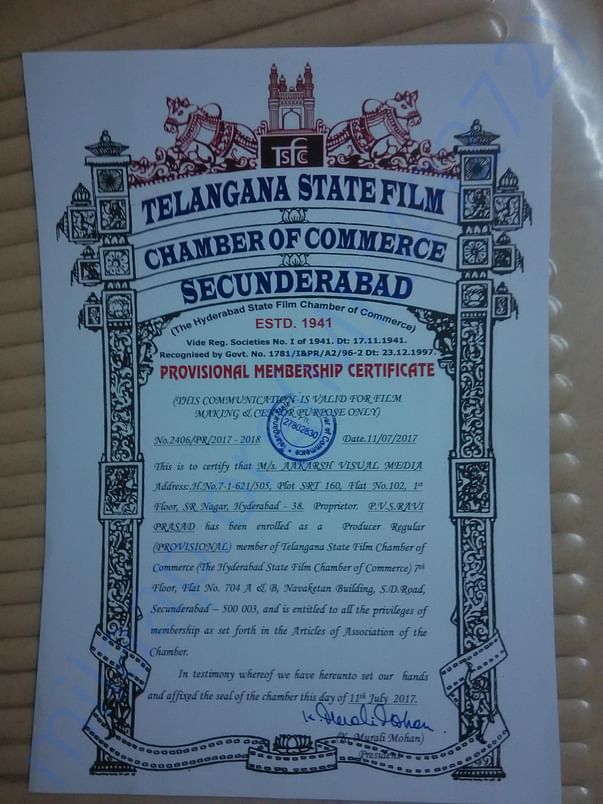 TSFC
TELANGANA STATE FILM
CHAMBER OF COMMERCE
SECUNDERABAD
(The Hyderabad State Film Chamber of Commerce)
ESTD. 1941
Vide Reg. Societies No. I of 1941. Dt: 17.11.1941.
Recognised by Govt. No. 1781/I&PR/A2/96-2 Dt: 23.12.1997.
PROVISIONAL MEMBERSHIP CERTIFICATE
(THIS COMMUNICATION IS VALID FOR FILM
MAKING & CENSOR PURPOSE ONLY)
27802830
No.2406/PR/2017 - 2018 Date.11/07/2017
This is to certify that M/s. AAKARSH VISUAL MEDIA
Address:.H.No.7-1-621/505, Plot SRT 160, Flat No.102, 1st
Floor, SR Nagar, Hyderabad - 38. Proprietor. P.V.S.RAVI
PRASAD has been enrolled as a Producer Regular
(PROVISIONAL) member of Telangana State Film Chamber of
Commerce (The Hyderabad State Film Chamber of Commerce) 7th
Floor, Flat No. 704 A & B, Navaketan Building, S.D.Road,
Secunderabad – 500 003, and is entitled to all the privileges of
membership as set forth in the Articles of Association of the
Chamber.
In testimony whereof we have hereunto set our hands
and affixed the seal of the chamber this day of 11th July 2017.
K. Murali Mohan
(K. Murali Mohan)
President